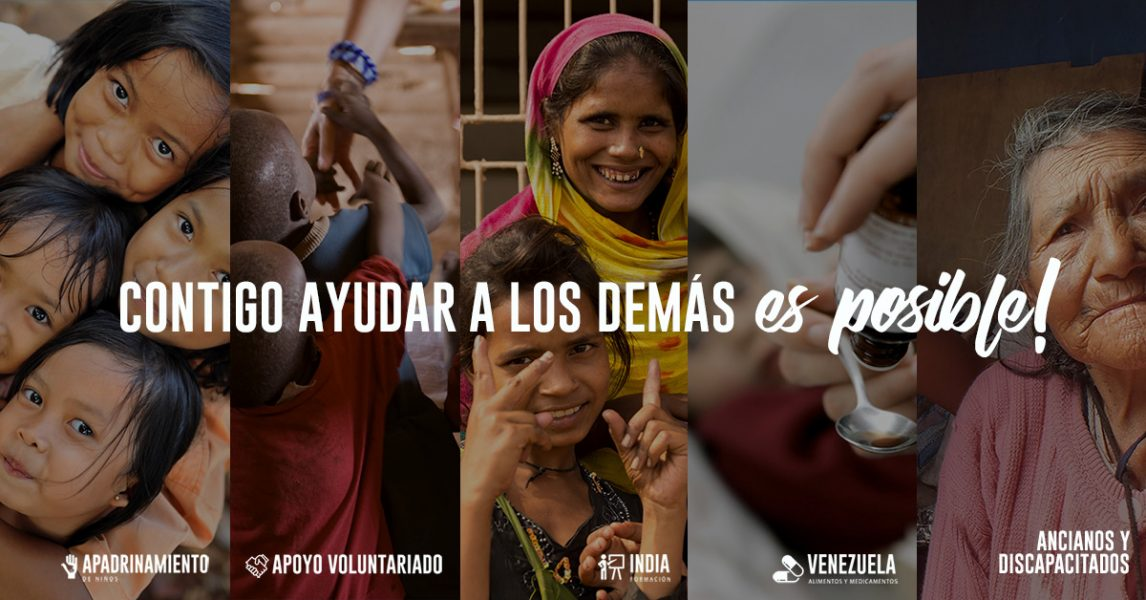 CONTIGO AYUDAR A LOS DEMÁS es posible!
APADRINAMIENTO
DE NIÑOS
APOYO VOLUNTARIADO
INDIA
FORMACIÓN
VENEZUELA
ALIMENTOS Y MEDICAMENTOS
ANCIANOS Y
DISCAPACITADOS